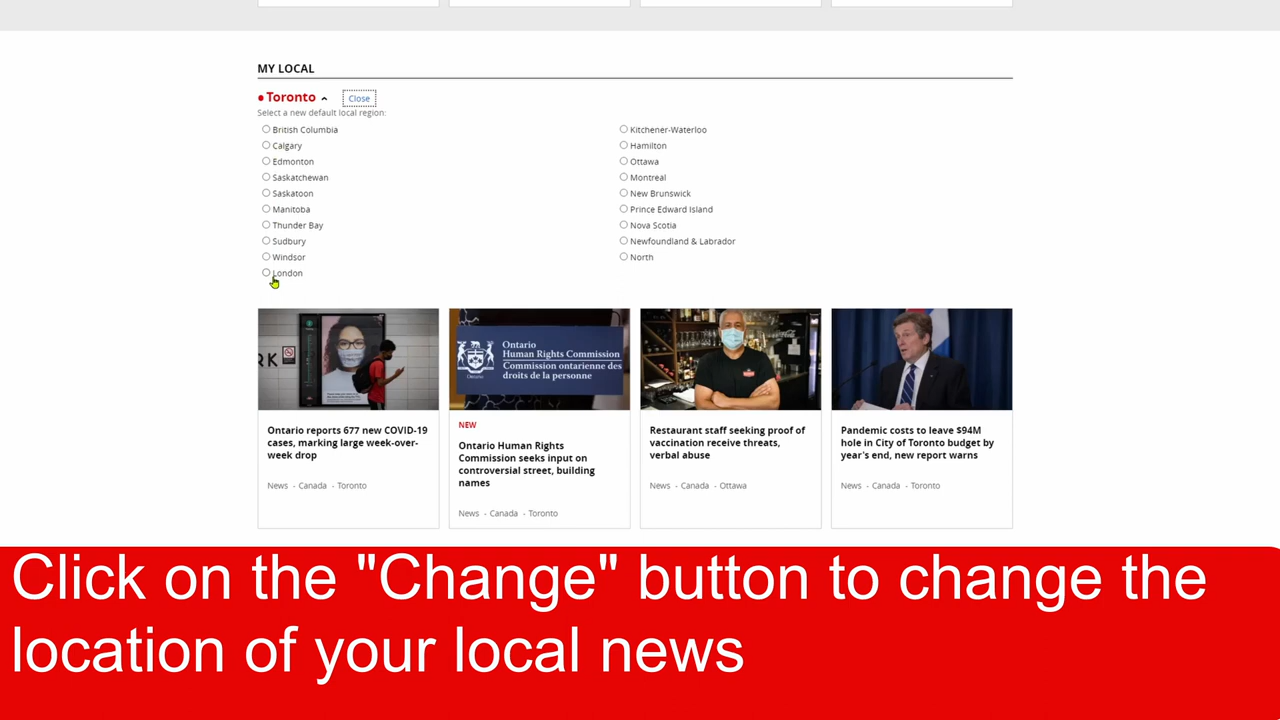 MY LOCAL
Toronto
Close
Select a new default local region:
British Columbia
Calgary
Edmonton
Saskatchewan
Saskatoon
Manitoba
Thunder Bay
Sudbury
Windsor
London
Kitchener-Waterloo
Hamilton
Ottawa
Montreal
New Brunswick
Prince Edward Island
Nova Scotia
Newfoundland & Labrador
North
RK
Ontario
Human Rights Commission
Commission ontarienne des
droits de la personne
Ontario reports 677 new COVID-19
cases, marking large week-over-
week drop
News - Canada - Toronto
NEW
Ontario Human Rights
Commission seeks input on
controversial street, building
names
News - Canada - Toronto
Restaurant staff seeking proof of
vaccination receive threats,
verbal abuse
News - Canada - Ottawa
Pandemic costs to leave $94M
hole in City of Toronto budget by
year's end, new report warns
News - Canada - Toronto
Click on the "Change" button to change the
location of your local news